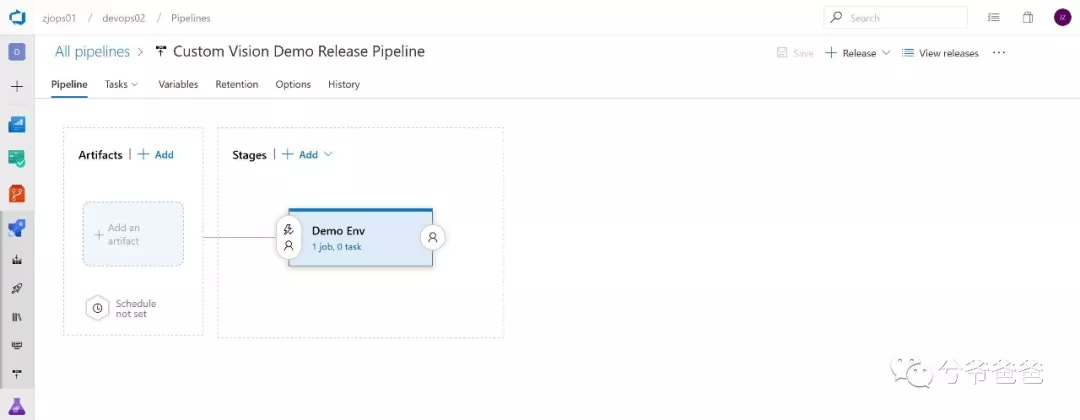 zjops01 / devops02 / Pipelines
Search
IZ
D
All pipelines > Custom Vision Demo Release Pipeline
Save
Release
View releases
Pipeline
Tasks
Variables
Retention
Options
History
Artifacts
Add
Stages
Add
Add an
artifact
Schedule
not set
Demo Env
1 job, 0 task
兮爷爸爸